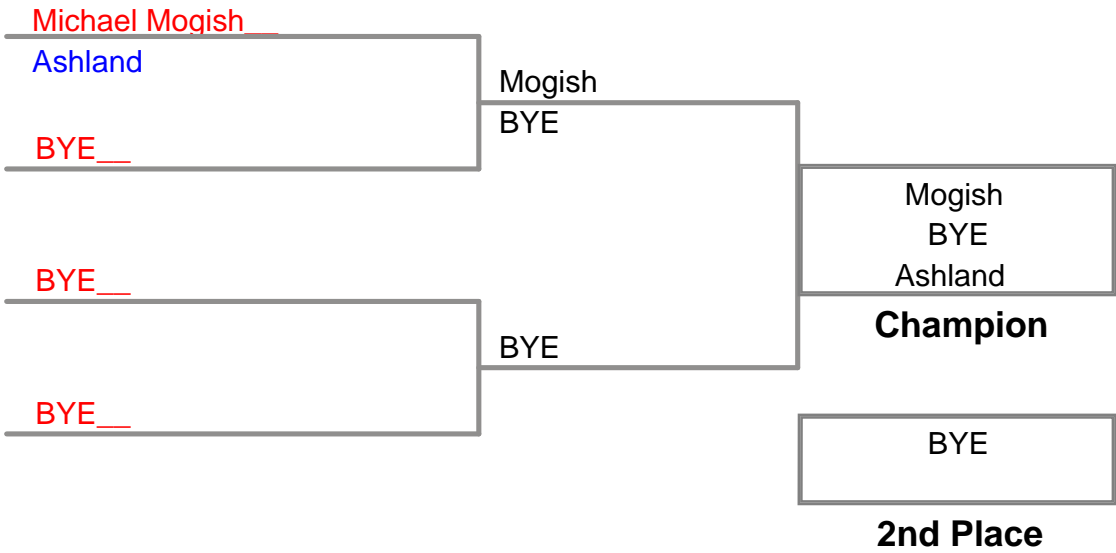 Michael Mogish__
Ashland
BYE__
BYE__
BYE__
Mogish
BYE
BYE
Mogish
BYE
Ashland
Champion
BYE
2nd Place